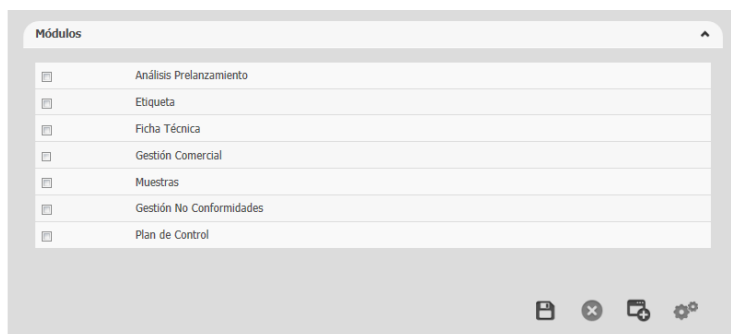 Módulos
Análisis Prelanzamiento
Etiqueta
Ficha Técnica
Gestión Comercial
Muestras
Gestión No Conformidades
Plan de Control